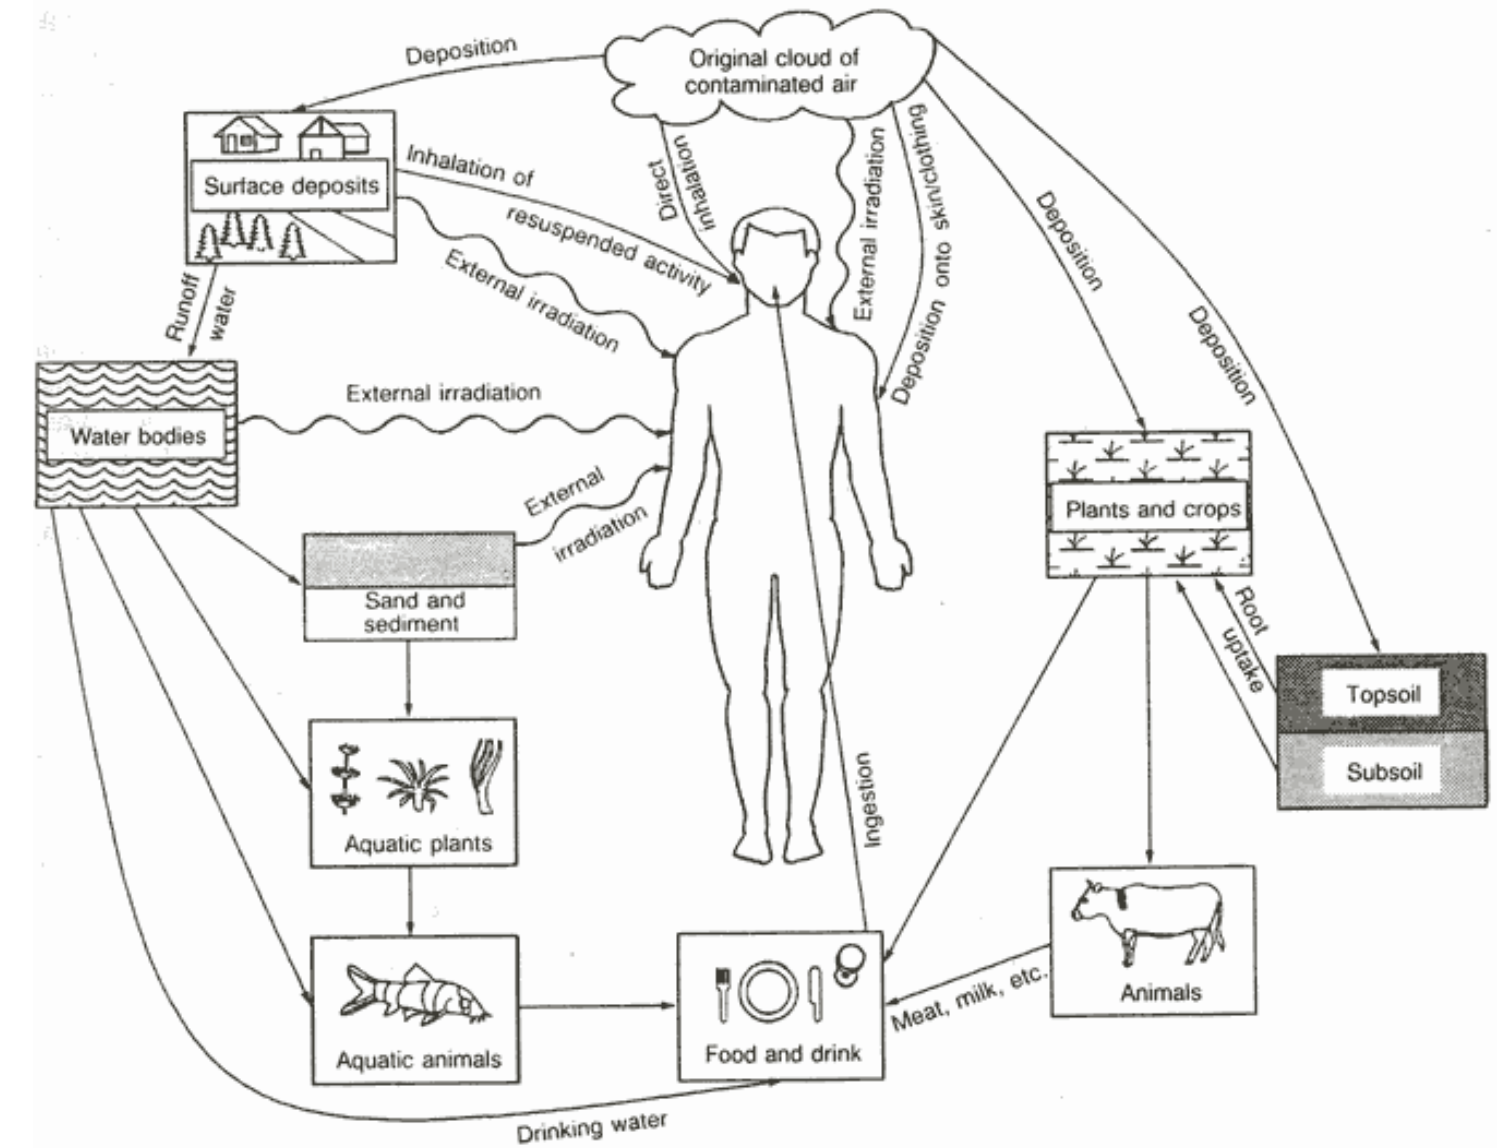 Original cloud of
contaminated air
Deposition
Surface deposits
Inhalation of
resuspended activity
Direct
inhalation
External irradiation
Deposition onto skin/clothing
Deposition
Deposition
External irradiation
Runoff
water
Water bodies
External irradiation
External
irradiation
Sand and
sediment
Plants and crops
Root
uptake
Topsoil
Subsoil
Aquatic plants
Ingestion
Aquatic animals
Food and drink
Meat, milk, etc.
Animals
Drinking water